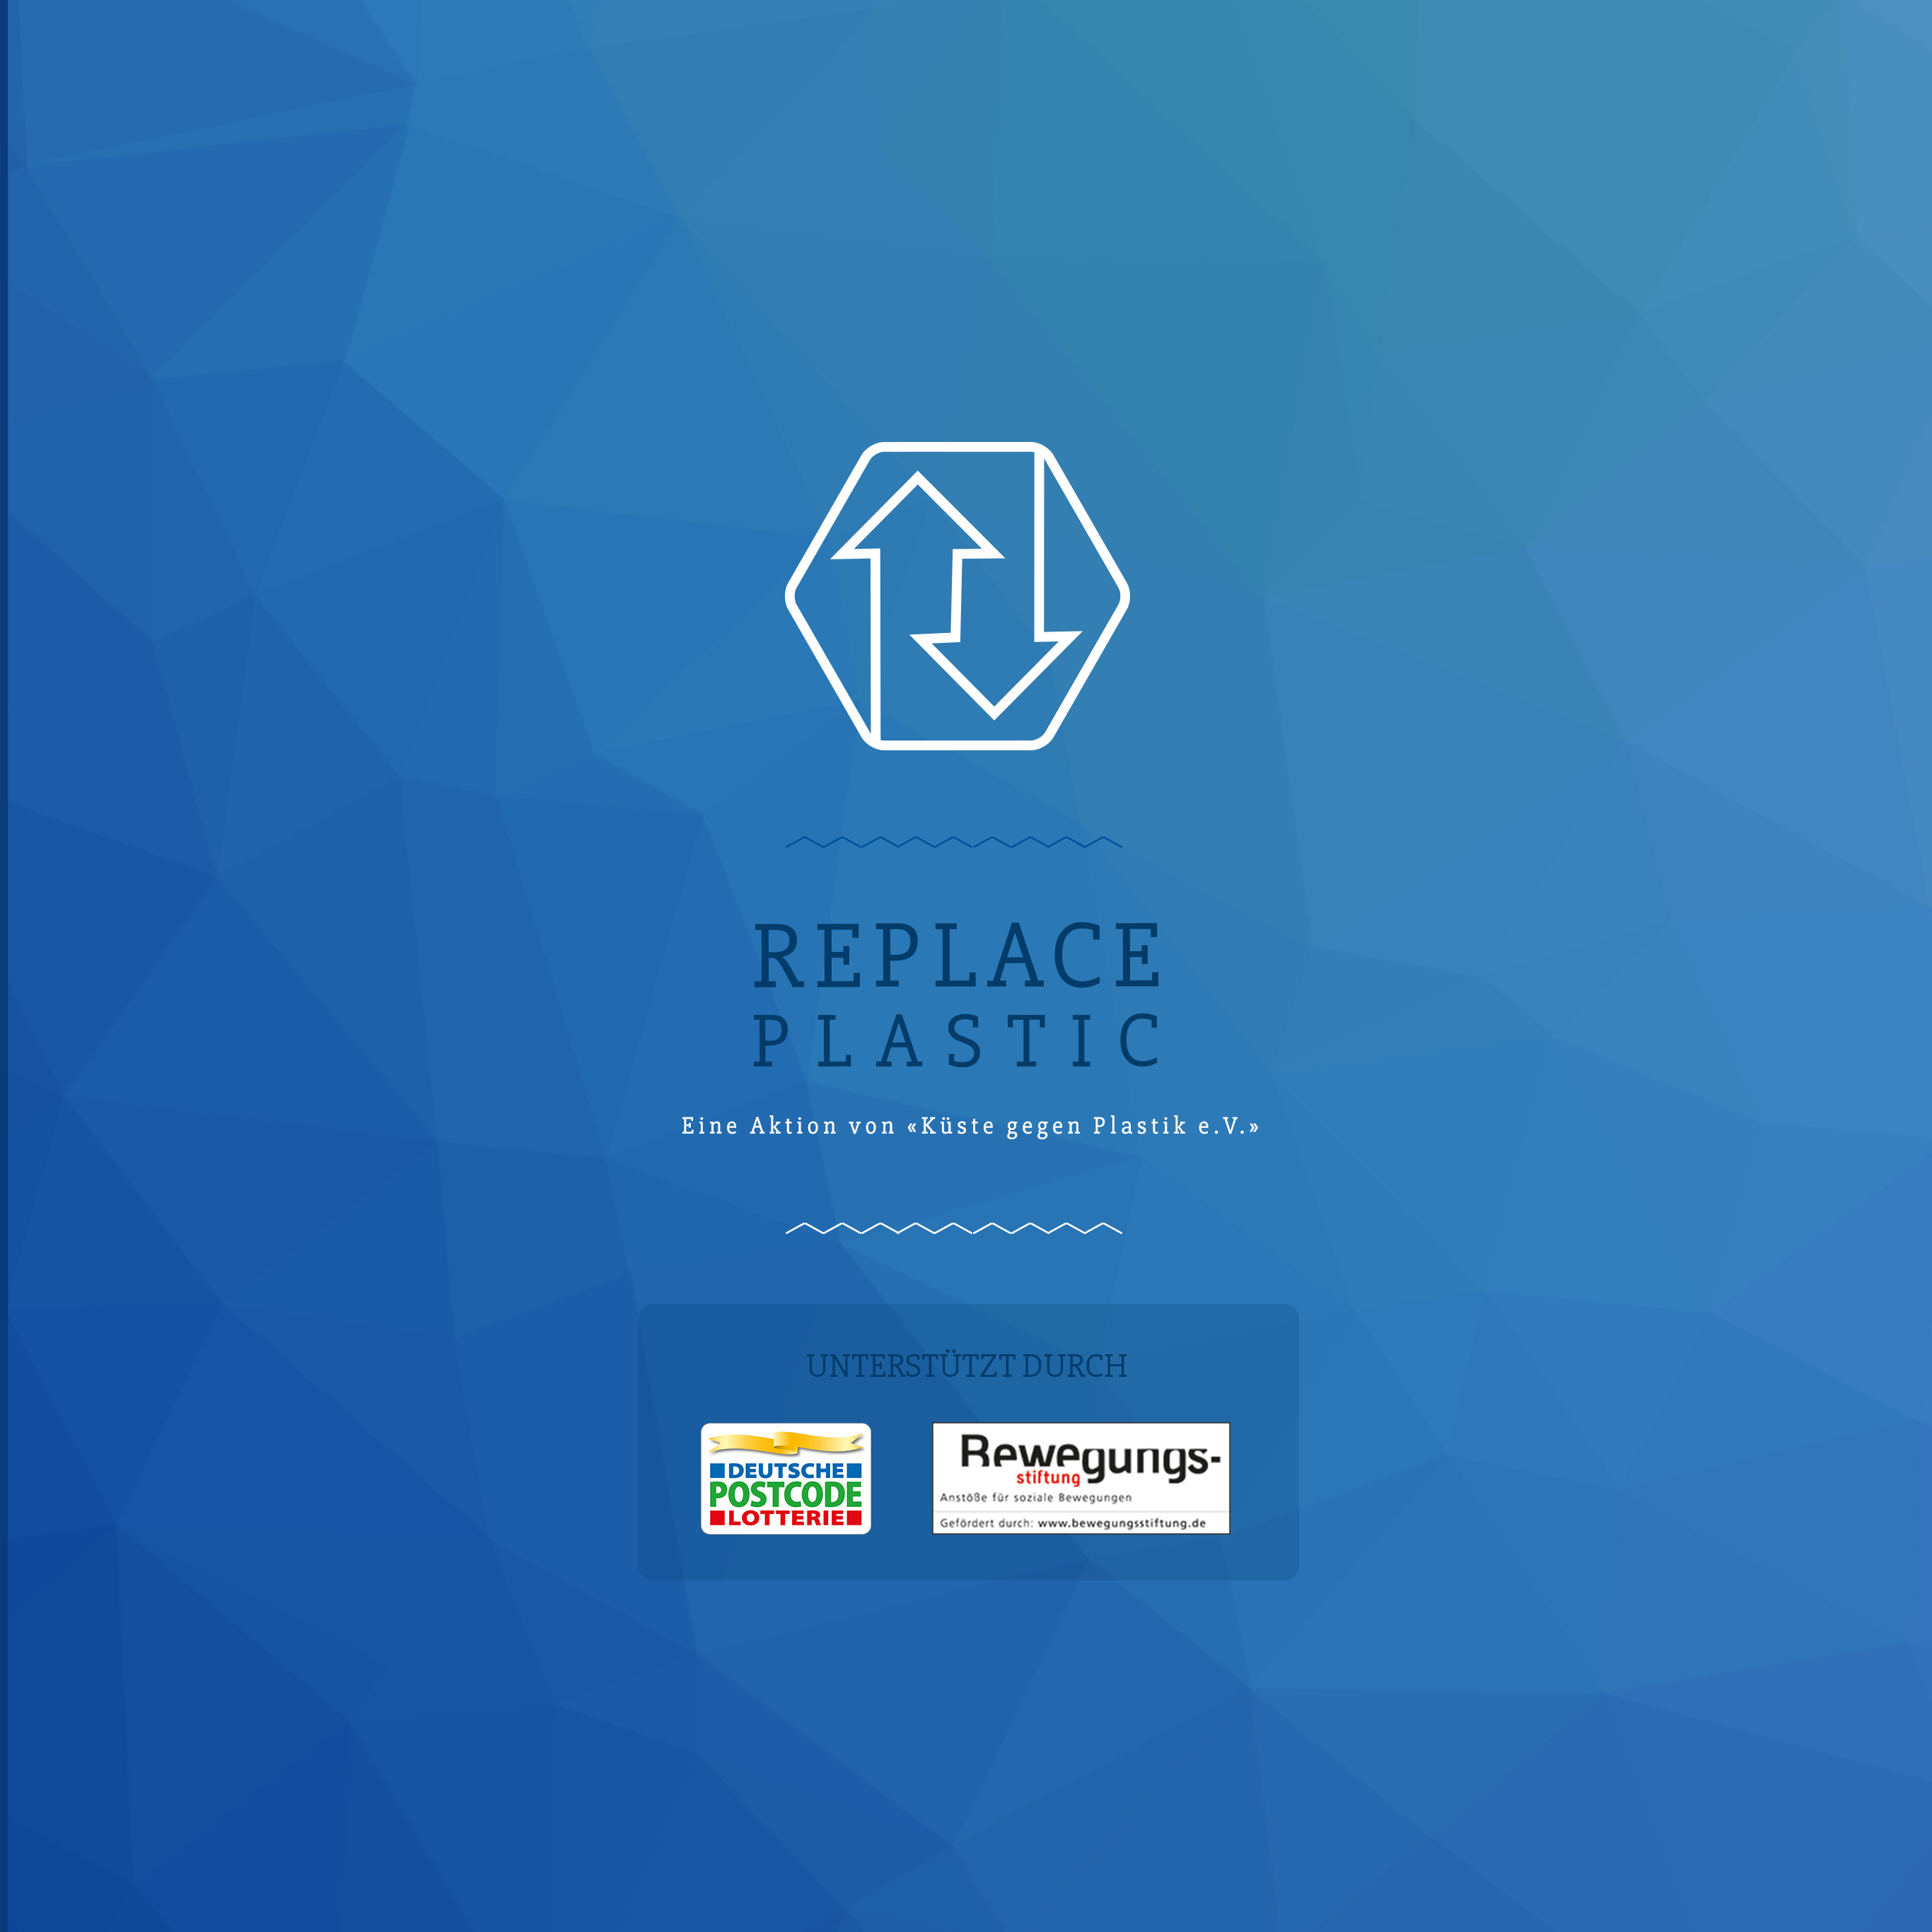 REPLACE
PLASTIC
Eine Aktion von «Küste gegen Plastik e.V.»
UNTERSTÜTZT DURCH
DEUTSCHE
POSTCODE
LOTTERIE
Bewegungs-
stiftung
Anstöße für soziale Bewegungen
Gefördert durch: www.bewegungsstiftung.de